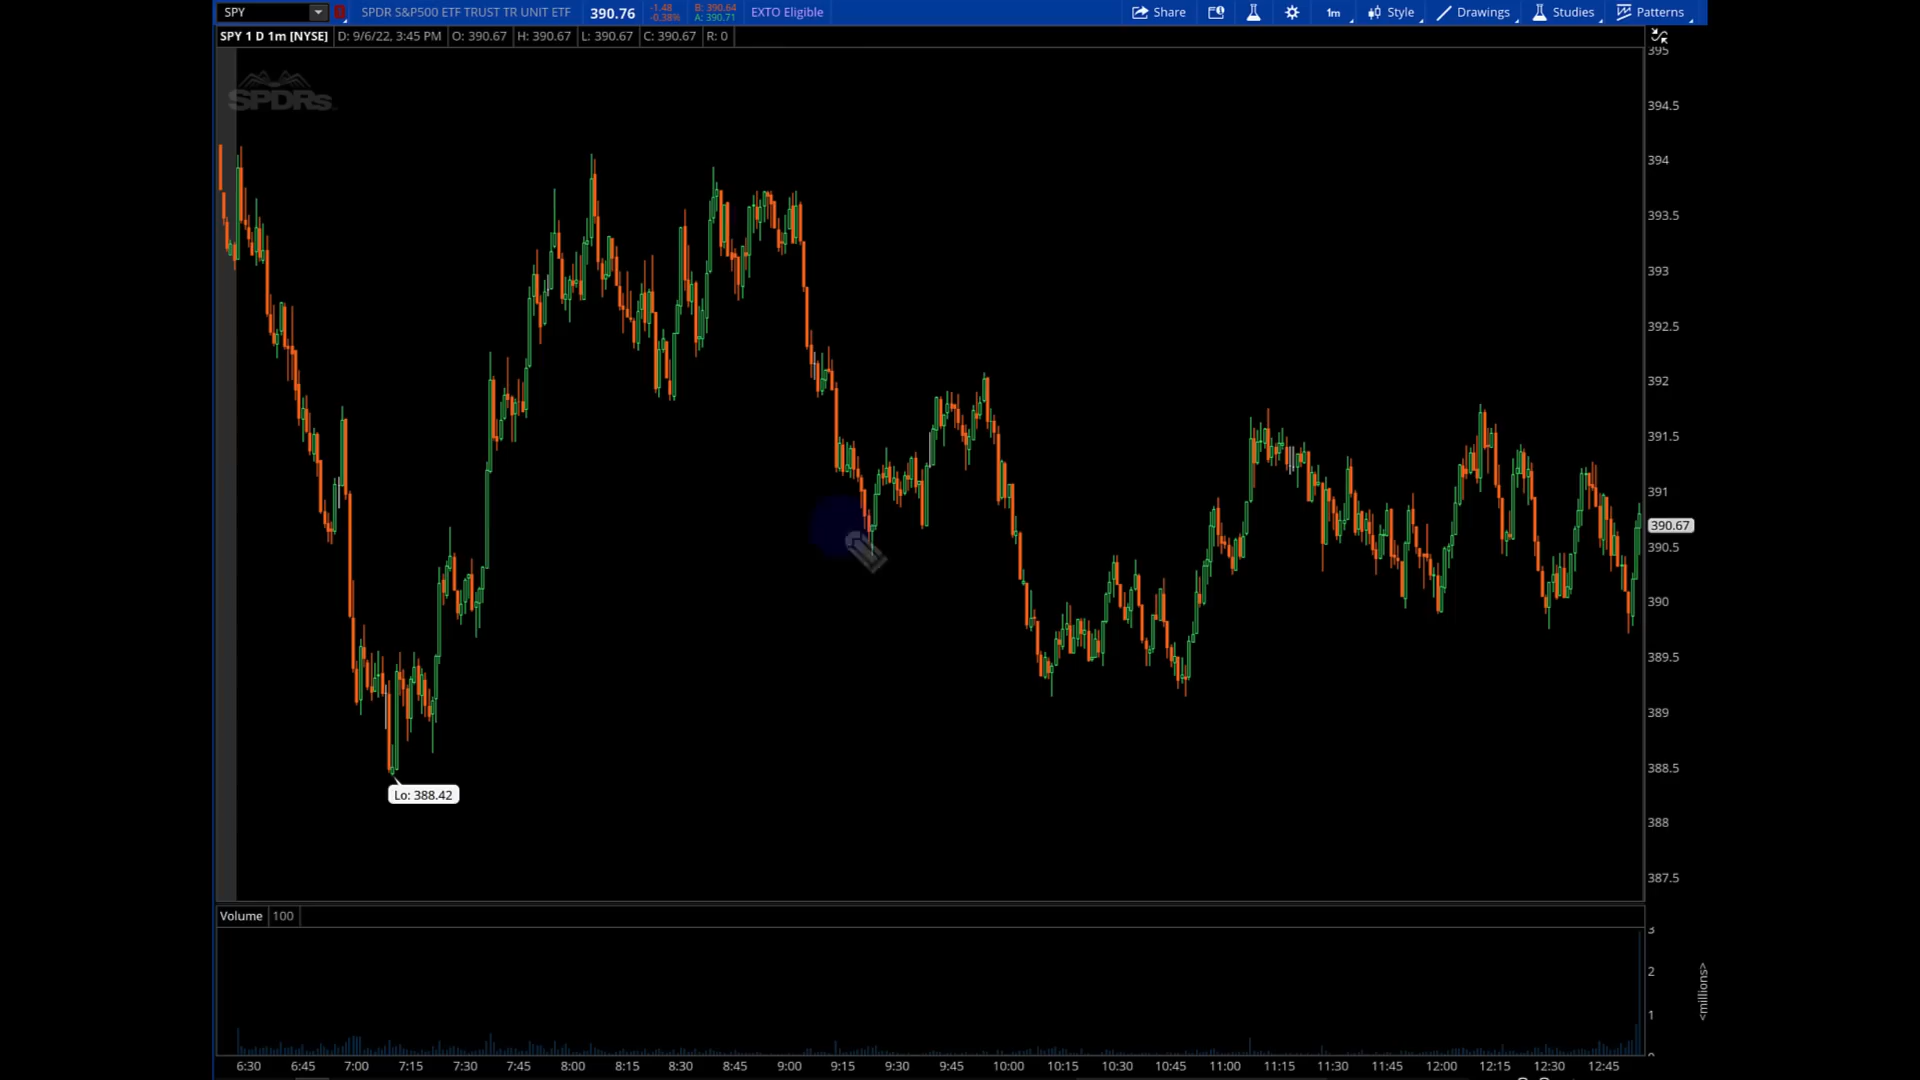 SPY SPDR S&P500 ETF TRUST TR UNIT ETF 390.76 -1.48 -0.38% B: 390.64 A: 390.71 EXTO Eligible Share 1m Style Drawings Studies Patterns
SPY 1 D 1m [NYSE] D: 9/6/22, 3:45 PM O: 390.67 H: 390.67 L: 390.67 C: 390.67 R: 0
SPDRs
395
394.5
394
393.5
393
392.5
392
391.5
391
390.67
390.5
390
389.5
389
388.5
Lo: 388.42
388
387.5
Volume 100
3
2
1
<millions>
6:30 6:45 7:00 7:15 7:30 7:45 8:00 8:15 8:30 8:45 9:00 9:15 9:30 9:45 10:00 10:15 10:30 10:45 11:00 11:15 11:30 11:45 12:00 12:15 12:30 12:45